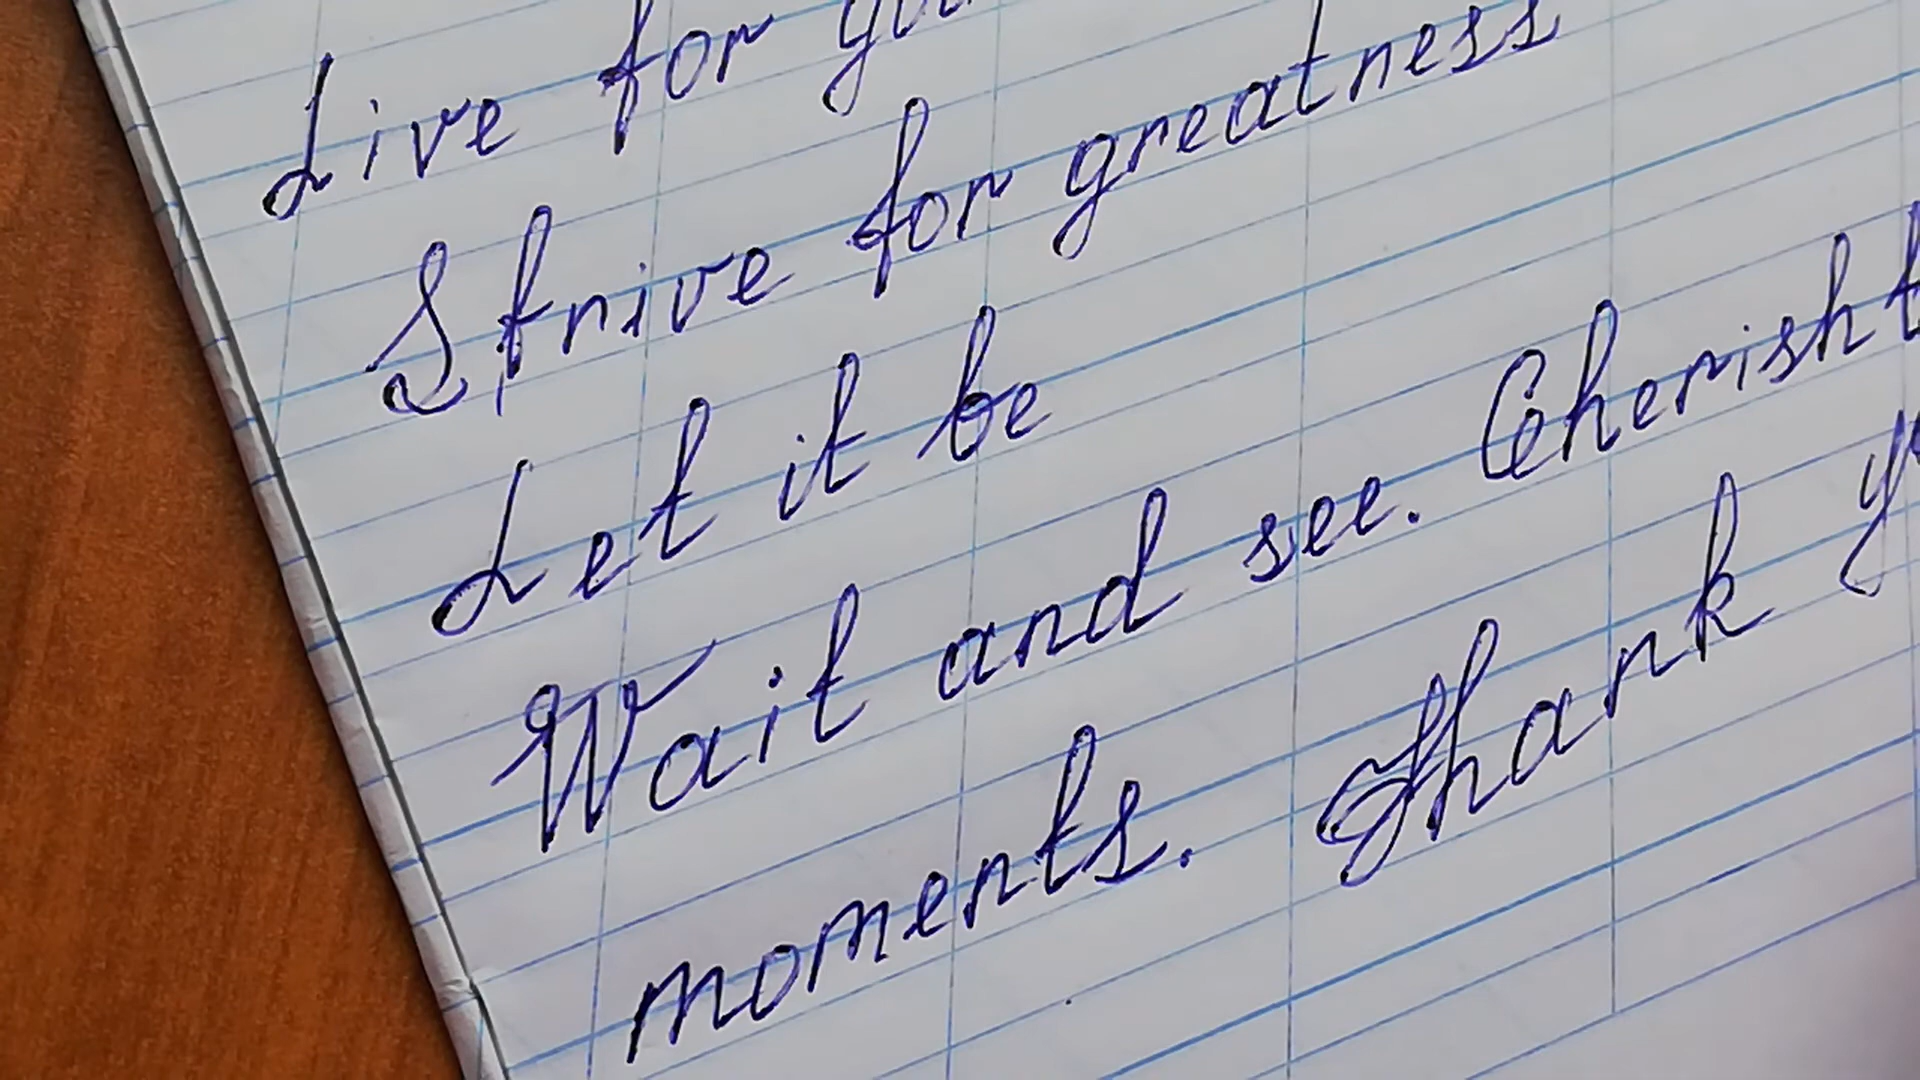 Live for
Strive for greatness
Let it be
Wait and see. Cherish
moments. Thank